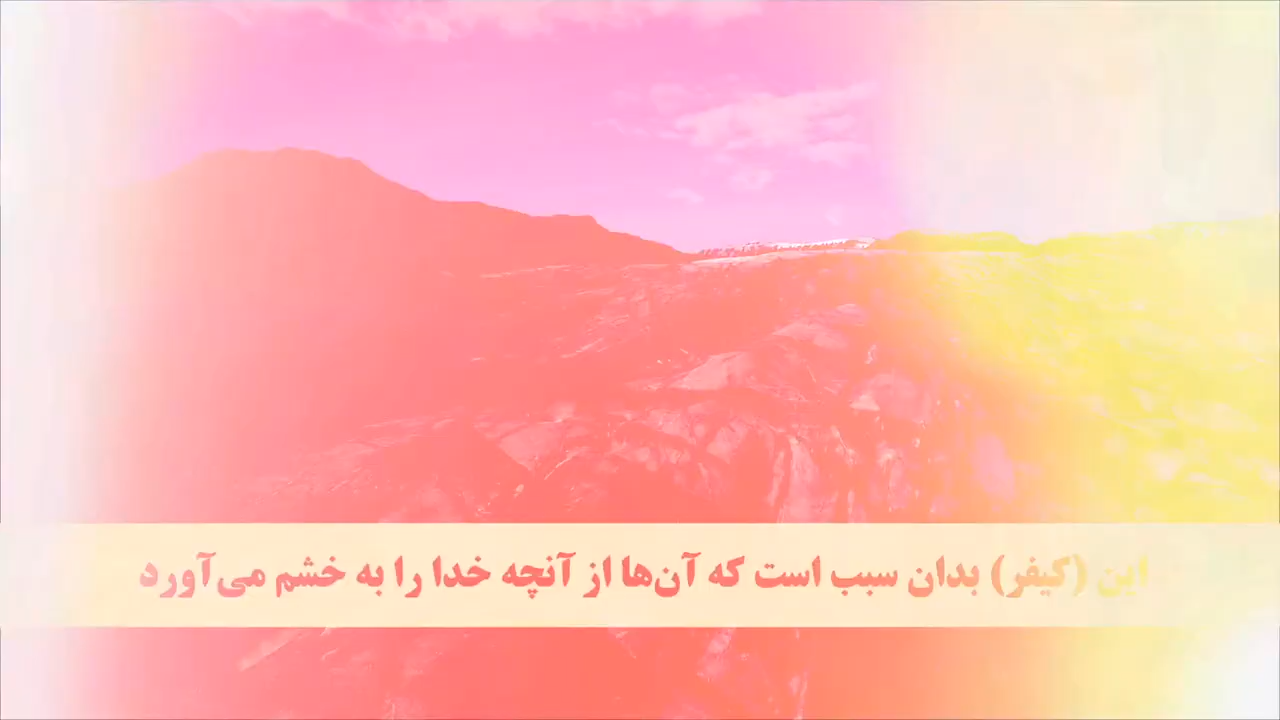 این (کیفر) بدان سبب است که آن‌ها از آنچه خدا را به خشم می‌آورد